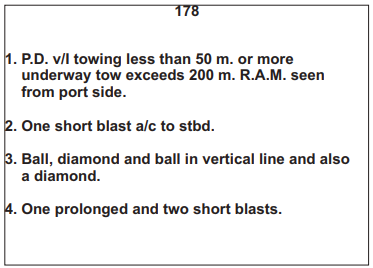 178
1. P.D. v/l towing less than 50 m. or more
underway tow exceeds 200 m. R.A.M. seen
from port side.
2. One short blast a/c to stbd.
3. Ball, diamond and ball in vertical line and also
a diamond.
4. One prolonged and two short blasts.